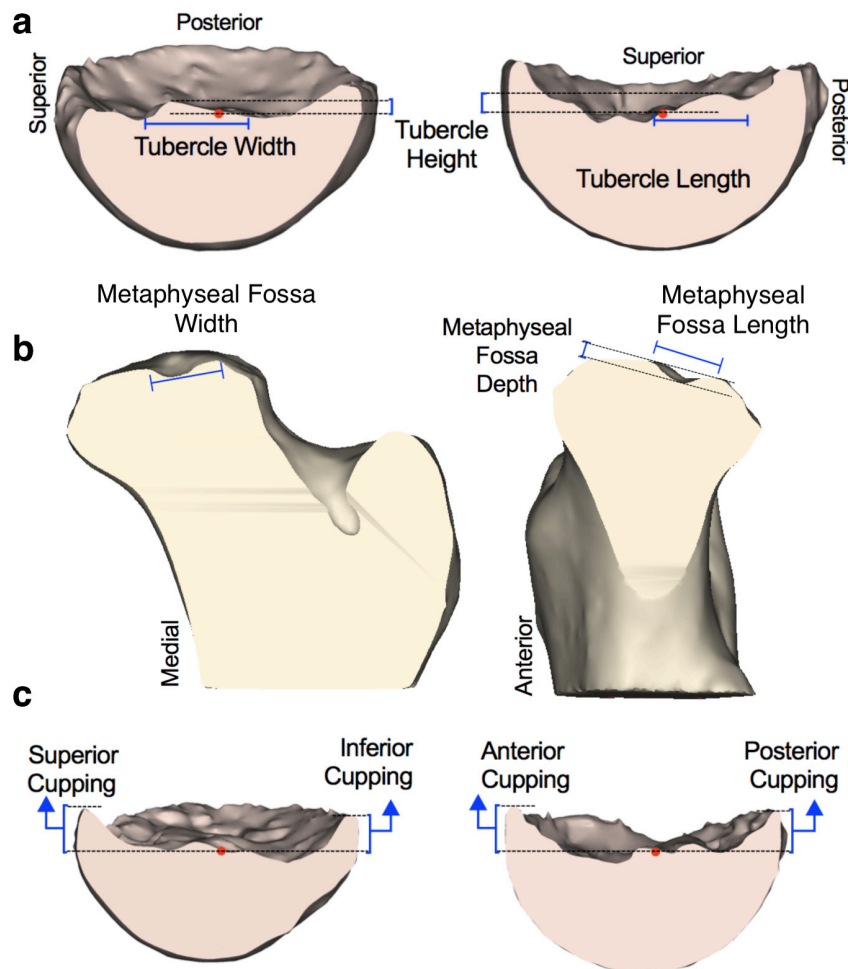 a
Posterior
Superior
Tubercle Width
Tubercle
Height
Superior
Posterior
Tubercle Length
b
Metaphyseal Fossa
Width
Medial
Metaphyseal
Fossa
Depth
Metaphyseal
Fossa Length
Anterior
c
Superior
Cupping
Inferior
Cupping
Anterior
Cupping
Posterior
Cupping